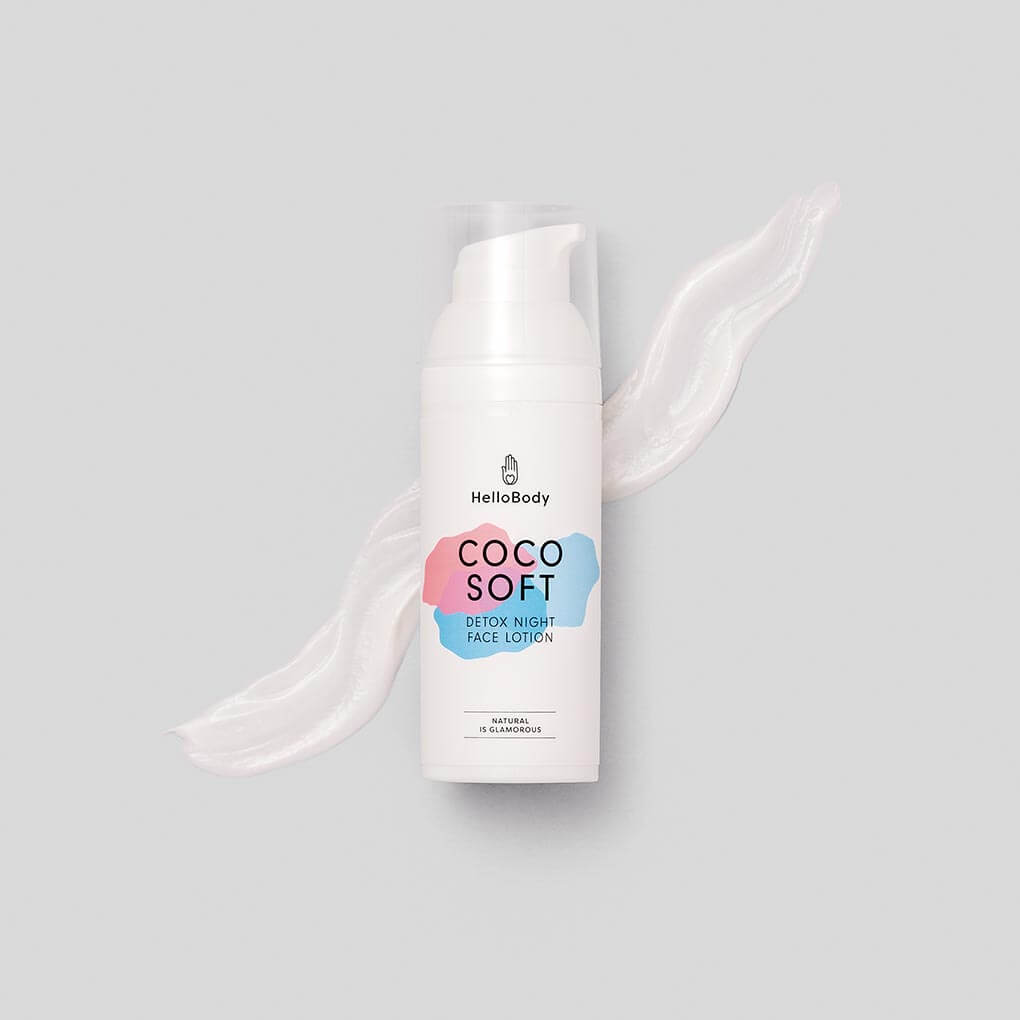 HelloBody
COCO
SOFT
DETOX NIGHT
FACE LOTION
NATURAL
IS GLAMOROUS